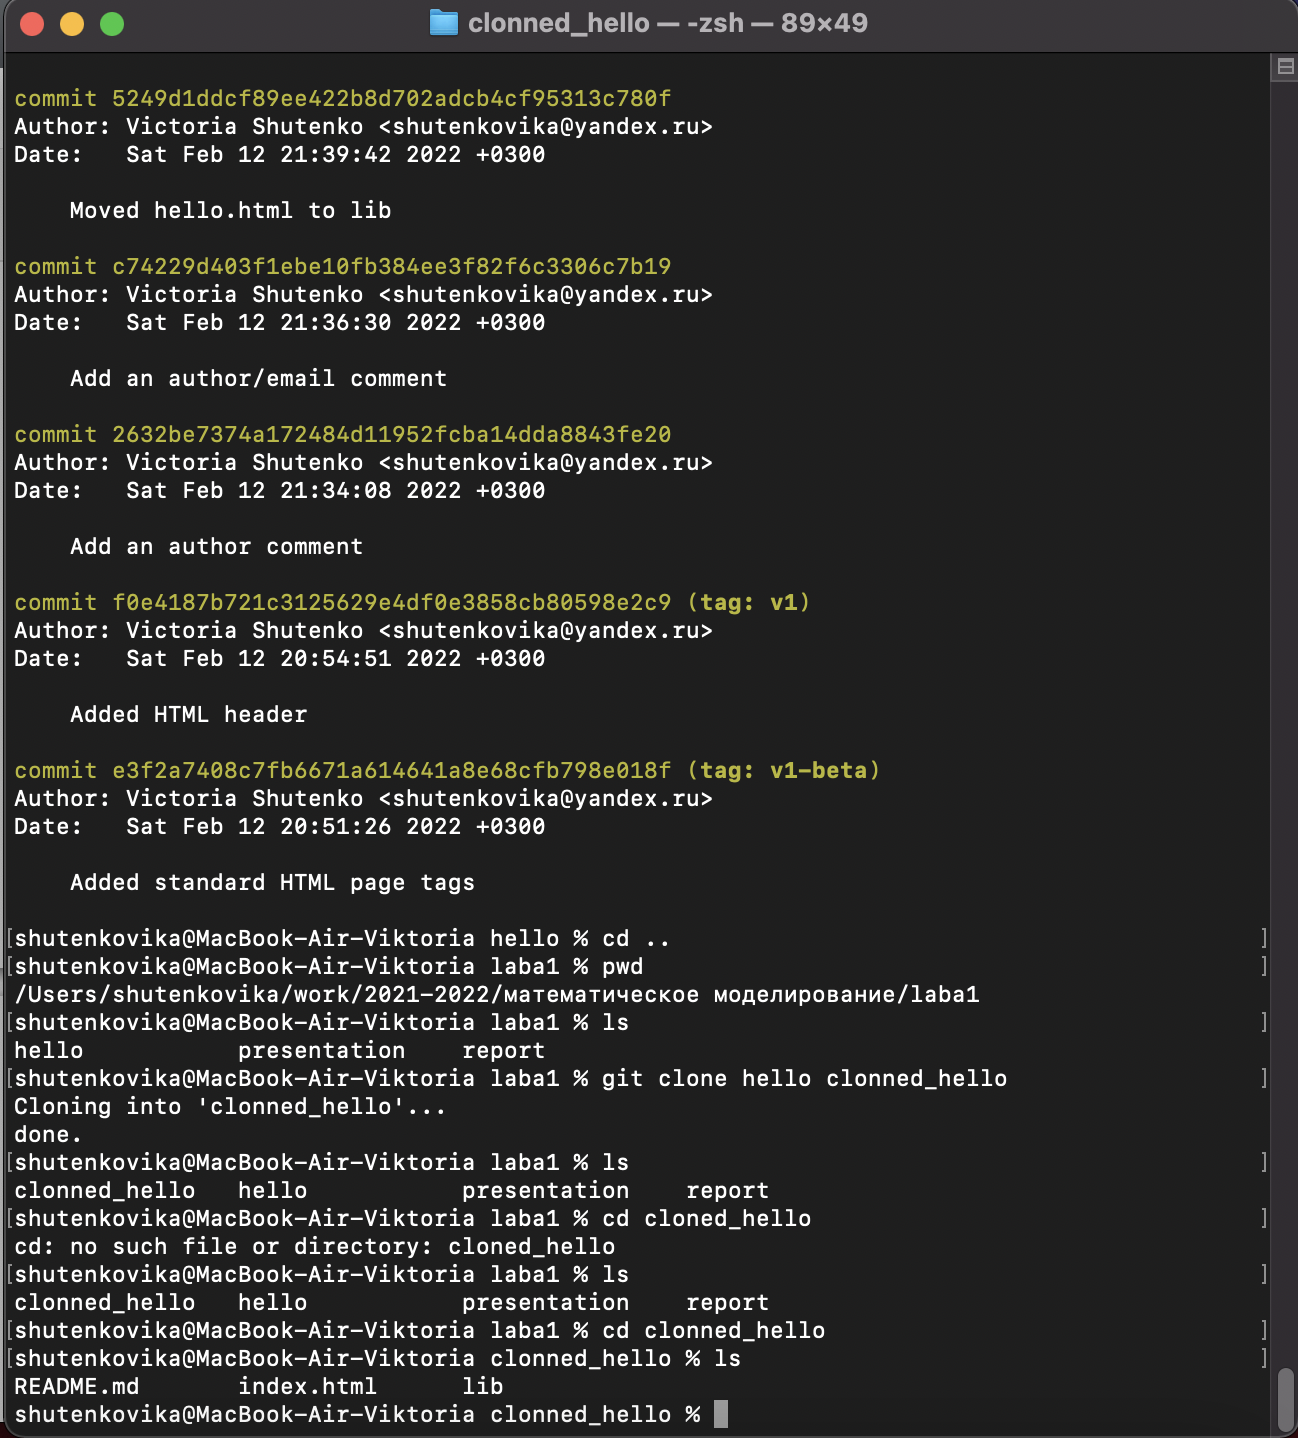 clonned_hello — -zsh — 89×49
commit 5249d1ddcf89ee422b8d702adcb4cf95313c780f
Author: Victoria Shutenko <shutenkovika@yandex.ru>
Date:   Sat Feb 12 21:39:42 2022 +0300
    Moved hello.html to lib
commit c74229d403f1ebe10fb384ee3f82f6c3306c7b19
Author: Victoria Shutenko <shutenkovika@yandex.ru>
Date:   Sat Feb 12 21:36:30 2022 +0300
    Add an author/email comment
commit 2632be7374a172484d11952fcba14dda8843fe20
Author: Victoria Shutenko <shutenkovika@yandex.ru>
Date:   Sat Feb 12 21:34:08 2022 +0300
    Add an author comment
commit f0e4187b721c3125629e4df0e3858cb80598e2c9 (tag: v1)
Author: Victoria Shutenko <shutenkovika@yandex.ru>
Date:   Sat Feb 12 20:54:51 2022 +0300
    Added HTML header
commit e3f2a7408c7fb6671a614641a8e68cfb798e018f (tag: v1-beta)
Author: Victoria Shutenko <shutenkovika@yandex.ru>
Date:   Sat Feb 12 20:51:26 2022 +0300
    Added standard HTML page tags
[shutenkovika@MacBook-Air-Viktoria hello % cd .. ]
[shutenkovika@MacBook-Air-Viktoria laba1 % pwd ]
/Users/shutenkovika/work/2021-2022/математическое моделирование/laba1
[shutenkovika@MacBook-Air-Viktoria laba1 % ls ]
hello           presentation    report
[shutenkovika@MacBook-Air-Viktoria laba1 % git clone hello clonned_hello ]
Cloning into 'clonned_hello'...
done.
[shutenkovika@MacBook-Air-Viktoria laba1 % ls ]
clonned_hello   hello           presentation    report
[shutenkovika@MacBook-Air-Viktoria laba1 % cd cloned_hello ]
cd: no such file or directory: cloned_hello
[shutenkovika@MacBook-Air-Viktoria laba1 % ls ]
clonned_hello   hello           presentation    report
[shutenkovika@MacBook-Air-Viktoria laba1 % cd clonned_hello ]
[shutenkovika@MacBook-Air-Viktoria clonned_hello % ls ]
README.md       index.html      lib
shutenkovika@MacBook-Air-Viktoria clonned_hello %